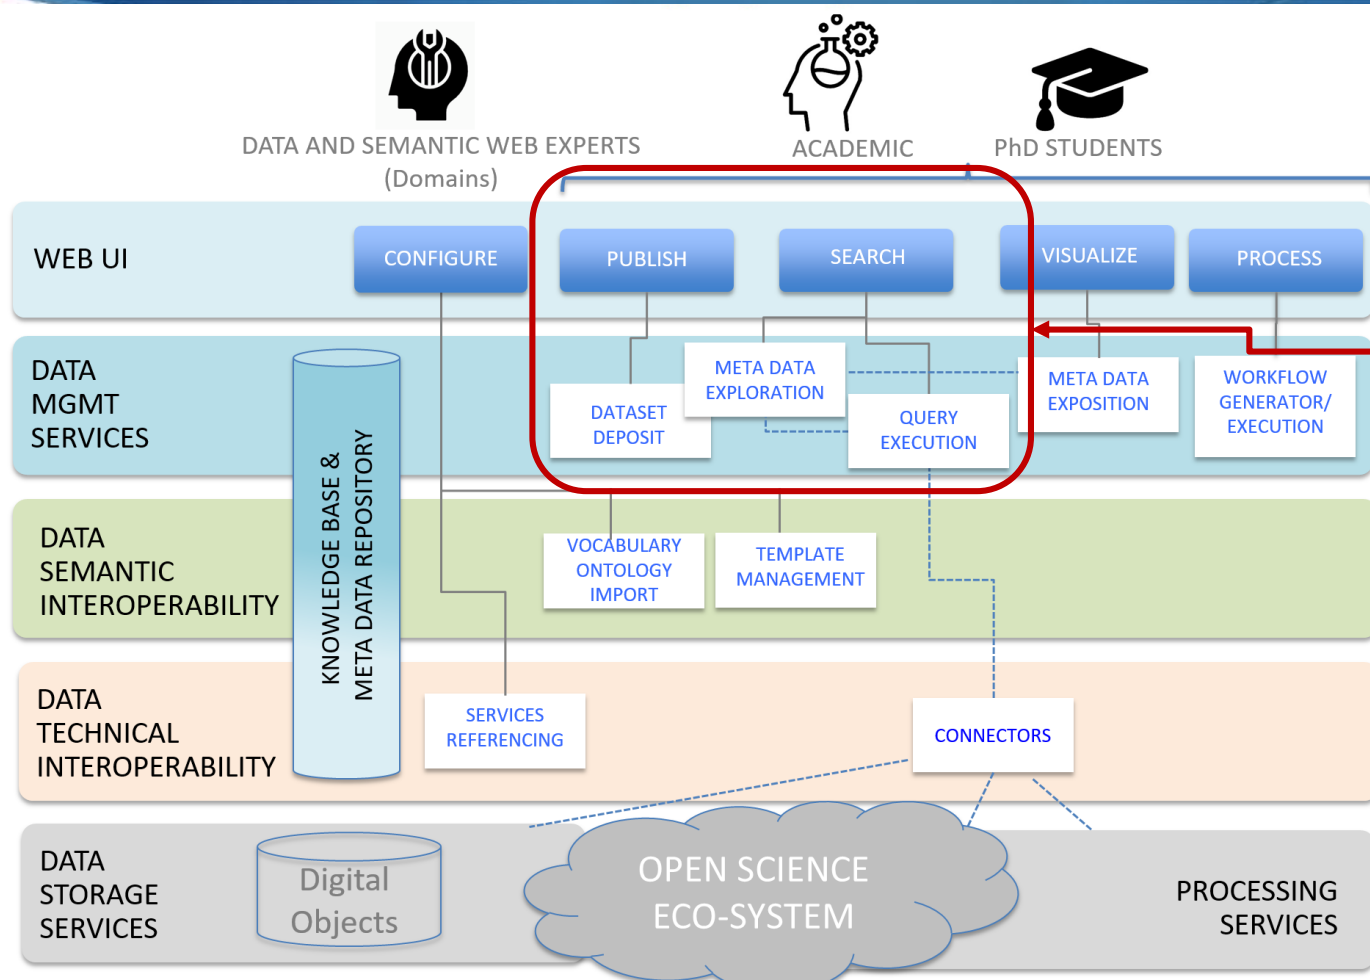 DATA AND SEMANTIC WEB EXPERTS
(Domains)
ACADEMIC
PhD STUDENTS
WEB UI
CONFIGURE
PUBLISH
SEARCH
VISUALIZE
PROCESS
DATA
MGMT
SERVICES
DATASET
DEPOSIT
META DATA
EXPLORATION
QUERY
EXECUTION
META DATA
EXPOSITION
WORKFLOW
GENERATOR/
EXECUTION
KNOWLEDGE BASE &
META DATA REPOSITORY
DATA
SEMANTIC
INTEROPERABILITY
VOCABULARY
ONTOLOGY
IMPORT
TEMPLATE
MANAGEMENT
DATA
TECHNICAL
INTEROPERABILITY
SERVICES
REFERENCING
CONNECTORS
DATA
STORAGE
SERVICES
Digital
Objects
OPEN SCIENCE
ECO-SYSTEM
PROCESSING
SERVICES